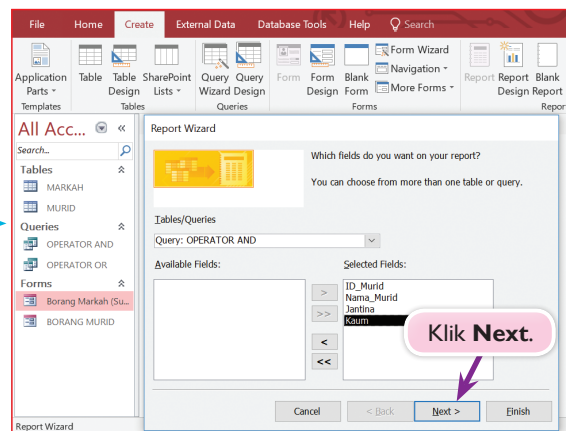 File Home Create External Data Database Tools Help Search
Application Parts Table Table Design SharePoint Lists Query Wizard Query Design Form Form Design Blank Form Form Wizard Navigation More Forms Report Report Design Blank Report
Templates Tables Queries Forms Repor
All Acc... «
Search...
Tables
MARKAH
MURID
Queries
OPERATOR AND
OPERATOR OR
Forms
Borang Markah (Su...
BORANG MURID
Report Wizard
Which fields do you want on your report?
You can choose from more than one table or query.
Tables/Queries
Query: OPERATOR AND
Available Fields: Selected Fields:
ID_Murid
Nama_Murid
Jantina
Kaum
>
>>
<
<<
Klik Next.
Cancel < Back Next > Finish
Report Wizard